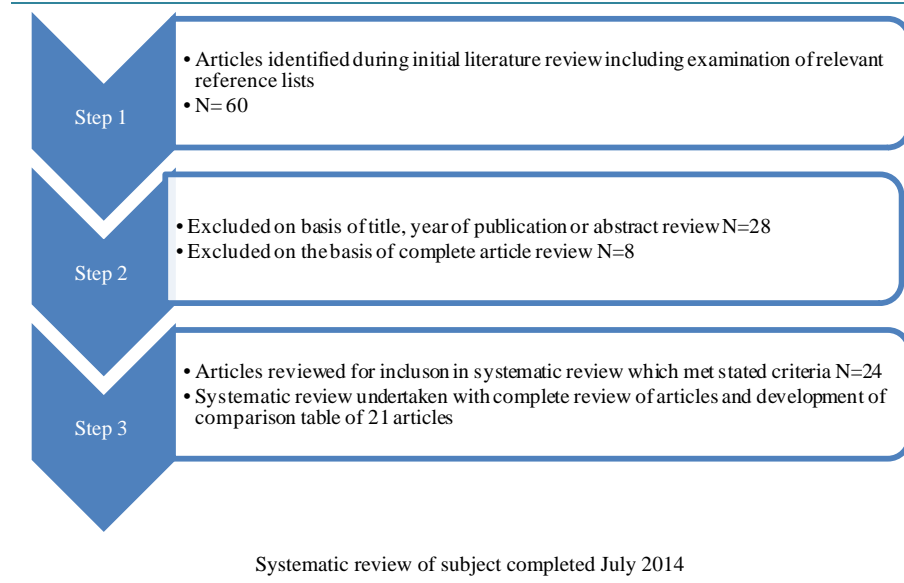 Step 1
• Articles identified during initial literature review including examination of relevant
reference lists
• N= 60
Step 2
• Excluded on basis of title, year of publication or abstract review N=28
• Excluded on the basis of complete article review N=8
Step 3
• Articles reviewed for incluson in systematic review which met stated criteria N=24
• Systematic review undertaken with complete review of articles and development of
comparison table of 21 articles
Systematic review of subject completed July 2014